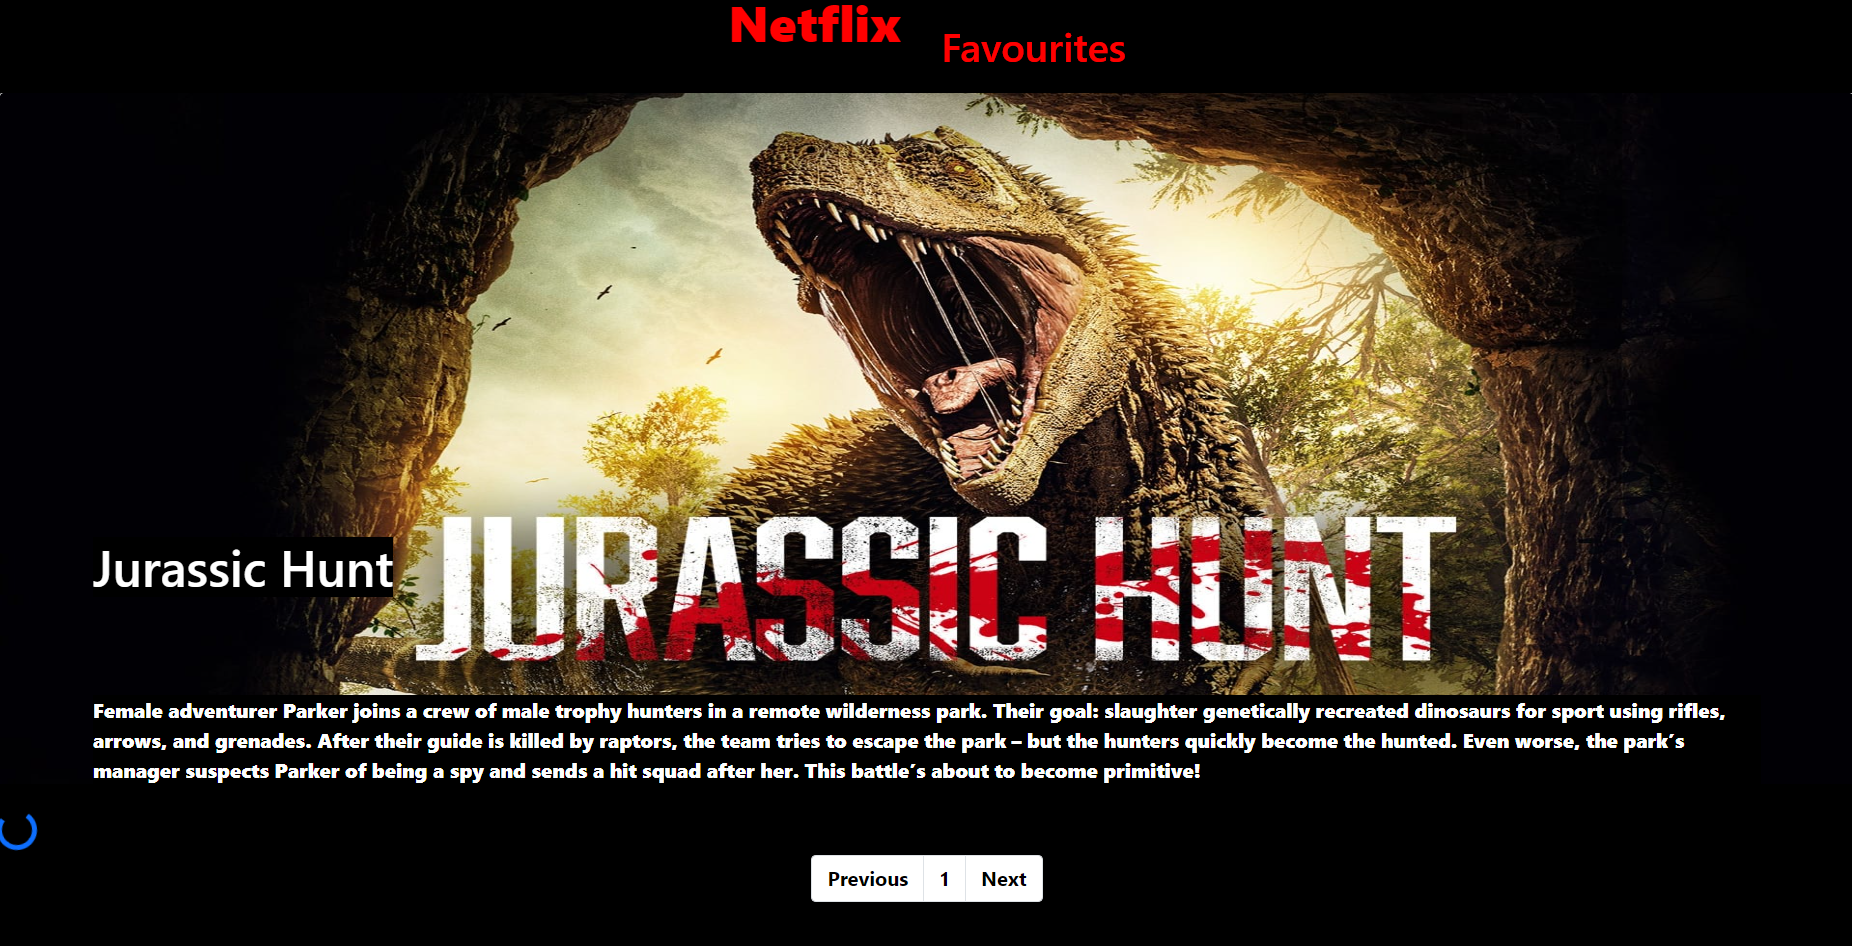 Netflix
Favourites
Jurassic Hunt
JURASSIC HUNT
Female adventurer Parker joins a crew of male trophy hunters in a remote wilderness park. Their goal: slaughter genetically recreated dinosaurs for sport using rifles,
arrows, and grenades. After their guide is killed by raptors, the team tries to escape the park – but the hunters quickly become the hunted. Even worse, the park´s
manager suspects Parker of being a spy and sends a hit squad after her. This battle´s about to become primitive!
Previous 1 Next